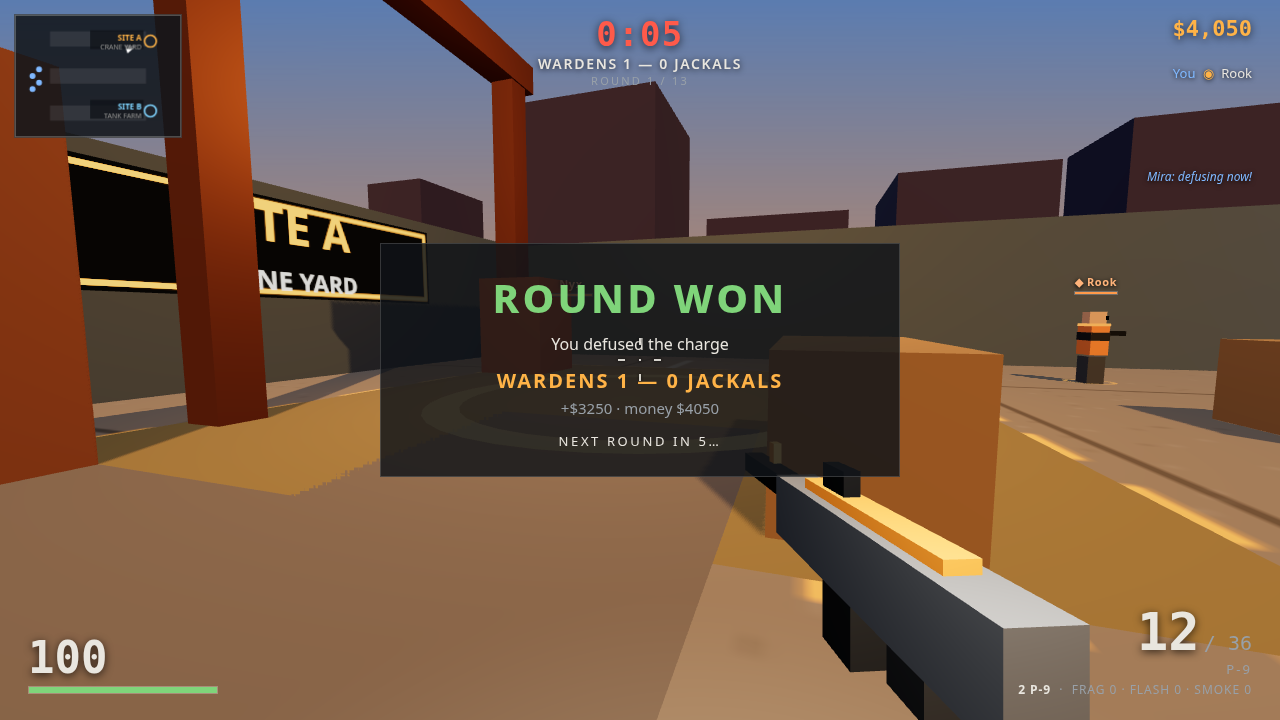 SITE A
CRANE YARD
SITE B
TANK FARM
0:05
WARDENS 1 — 0 JACKALS
ROUND 1 / 13
$4,050
You ◉ Rook
Mira: defusing now!
TE A
NE YARD
◆ Rook
ROUND WON
You defused the charge
WARDENS 1 — 0 JACKALS
+$3250 · money $4050
NEXT ROUND IN 5…
100
12 / 36
P-9
2 P-9 · FRAG 0 · FLASH 0 · SMOKE 0